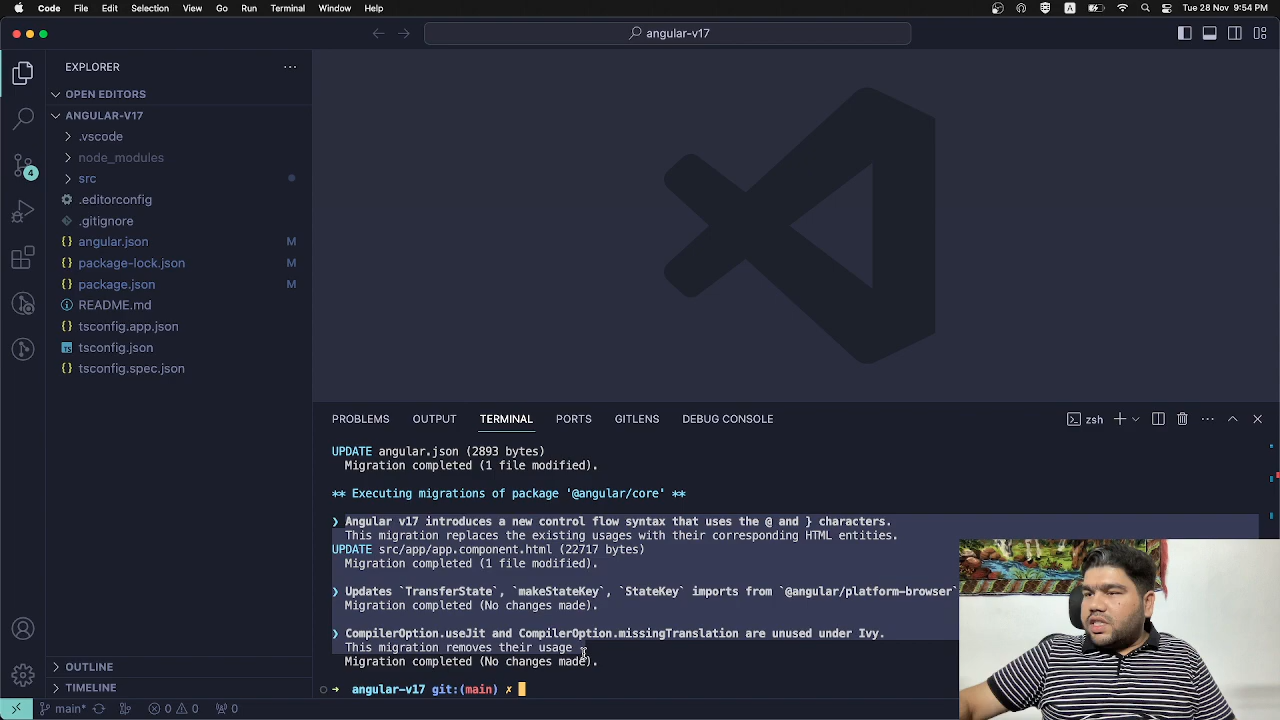 Code File Edit Selection View Go Run Terminal Window Help
A
Tue 28 Nov 9:54 PM
angular-v17
EXPLORER
OPEN EDITORS
ANGULAR-V17
.vscode
node_modules
src
.editorconfig
.gitignore
angular.json M
package-lock.json M
package.json M
README.md
tsconfig.app.json
TS tsconfig.json
tsconfig.spec.json
4
OUTLINE
TIMELINE
PROBLEMS OUTPUT TERMINAL PORTS GITLENS DEBUG CONSOLE
zsh
UPDATE angular.json (2893 bytes)
Migration completed (1 file modified).
** Executing migrations of package '@angular/core' **
❯ Angular v17 introduces a new control flow syntax that uses the @ and } characters.
This migration replaces the existing usages with their corresponding HTML entities.
UPDATE src/app/app.component.html (22717 bytes)
Migration completed (1 file modified).
❯ Updates `TransferState`, `makeStateKey`, `StateKey` imports from `@angular/platform-browser`
Migration completed (No changes made).
❯ CompilerOption.useJit and CompilerOption.missingTranslation are unused under Ivy.
This migration removes their usage
Migration completed (No changes made).
➜ angular-v17 git:(main) ✗
main* 0 0 0